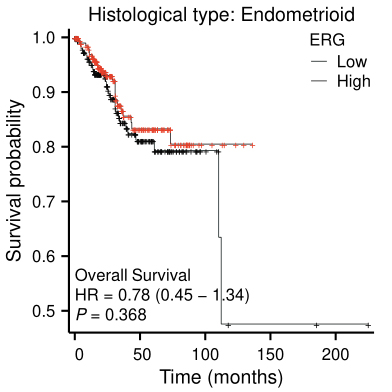 Histological type: Endometrioid
ERG
Low
High
Survival probability
1.0
0.9
0.8
0.7
0.6
0.5
Overall Survival
HR = 0.78 (0.45 − 1.34)
P = 0.368
0 50 100 150 200
Time (months)